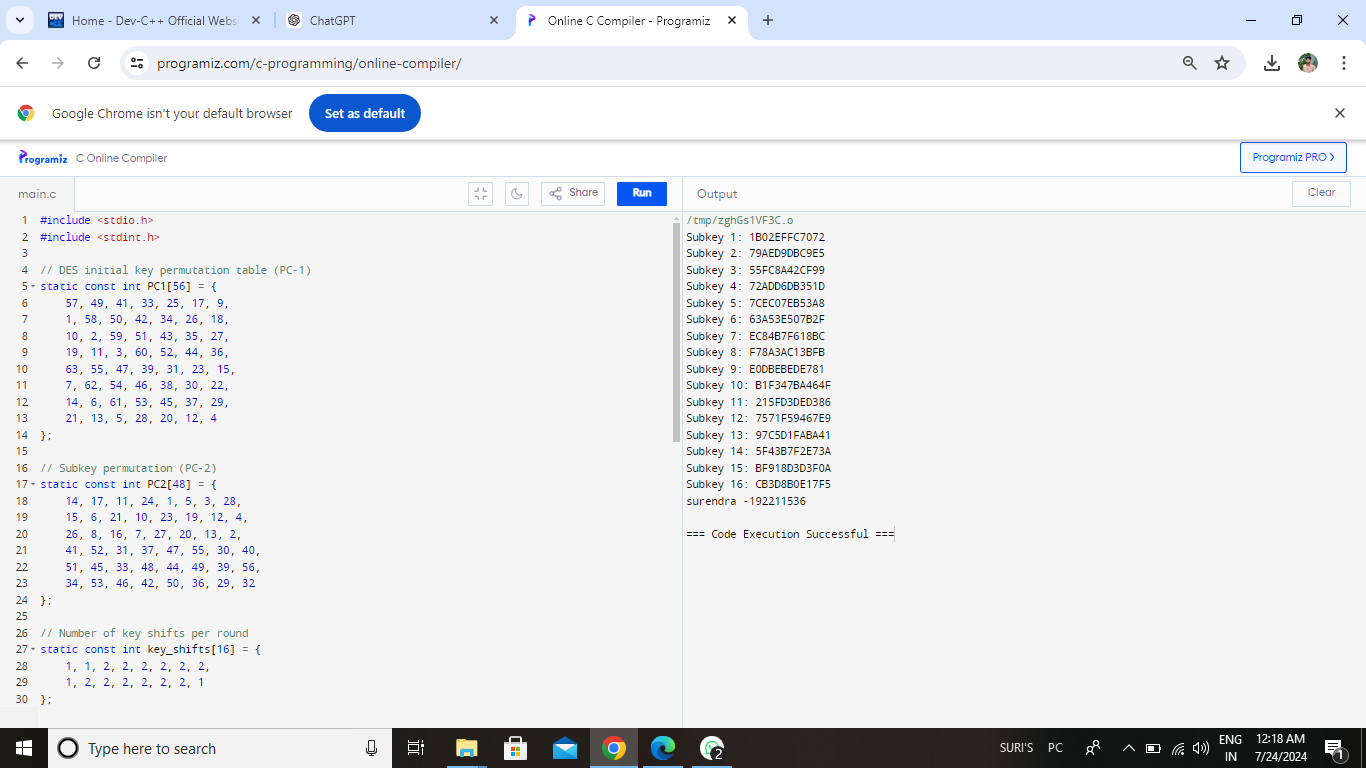 Home - Dev-C++ Official Webs
ChatGPT
Online C Compiler - Programiz
programiz.com/c-programming/online-compiler/
Google Chrome isn't your default browser
Set as default
Programiz
C Online Compiler
Programiz PRO
main.c
Share
Run
Output
Clear
1 #include <stdio.h>
2 #include <stdint.h>
3
4 // DES initial key permutation table (PC-1)
5 static const int PC1[56] = {
6 57, 49, 41, 33, 25, 17, 9,
7 1, 58, 50, 42, 34, 26, 18,
8 10, 2, 59, 51, 43, 35, 27,
9 19, 11, 3, 60, 52, 44, 36,
10 63, 55, 47, 39, 31, 23, 15,
11 7, 62, 54, 46, 38, 30, 22,
12 14, 6, 61, 53, 45, 37, 29,
13 21, 13, 5, 28, 20, 12, 4
14 };
15
16 // Subkey permutation (PC-2)
17 static const int PC2[48] = {
18 14, 17, 11, 24, 1, 5, 3, 28,
19 15, 6, 21, 10, 23, 19, 12, 4,
20 26, 8, 16, 7, 27, 20, 13, 2,
21 41, 52, 31, 37, 47, 55, 30, 40,
22 51, 45, 33, 48, 44, 49, 39, 56,
23 34, 53, 46, 42, 50, 36, 29, 32
24 };
25
26 // Number of key shifts per round
27 static const int key_shifts[16] = {
28 1, 1, 2, 2, 2, 2, 2, 2,
29 1, 2, 2, 2, 2, 2, 2, 1
30 };
/tmp/zghGs1VF3C.o
Subkey 1: 1B02EFFC7072
Subkey 2: 79AED9DBC9E5
Subkey 3: 55FC8A42CF99
Subkey 4: 72ADD6DB351D
Subkey 5: 7CEC07EB53A8
Subkey 6: 63A53E507B2F
Subkey 7: EC84B7F618BC
Subkey 8: F78A3AC13BFB
Subkey 9: E0DBEBEDE781
Subkey 10: B1F347BA464F
Subkey 11: 215FD3DED386
Subkey 12: 7571F59467E9
Subkey 13: 97C5D1FABA41
Subkey 14: 5F43B7F2E73A
Subkey 15: BF918D3D3F0A
Subkey 16: CB3D8B0E17F5
surendra -192211536
=== Code Execution Successful ===
Type here to search
2
SURI'S PC
ENG
IN
12:18 AM
7/24/2024
1